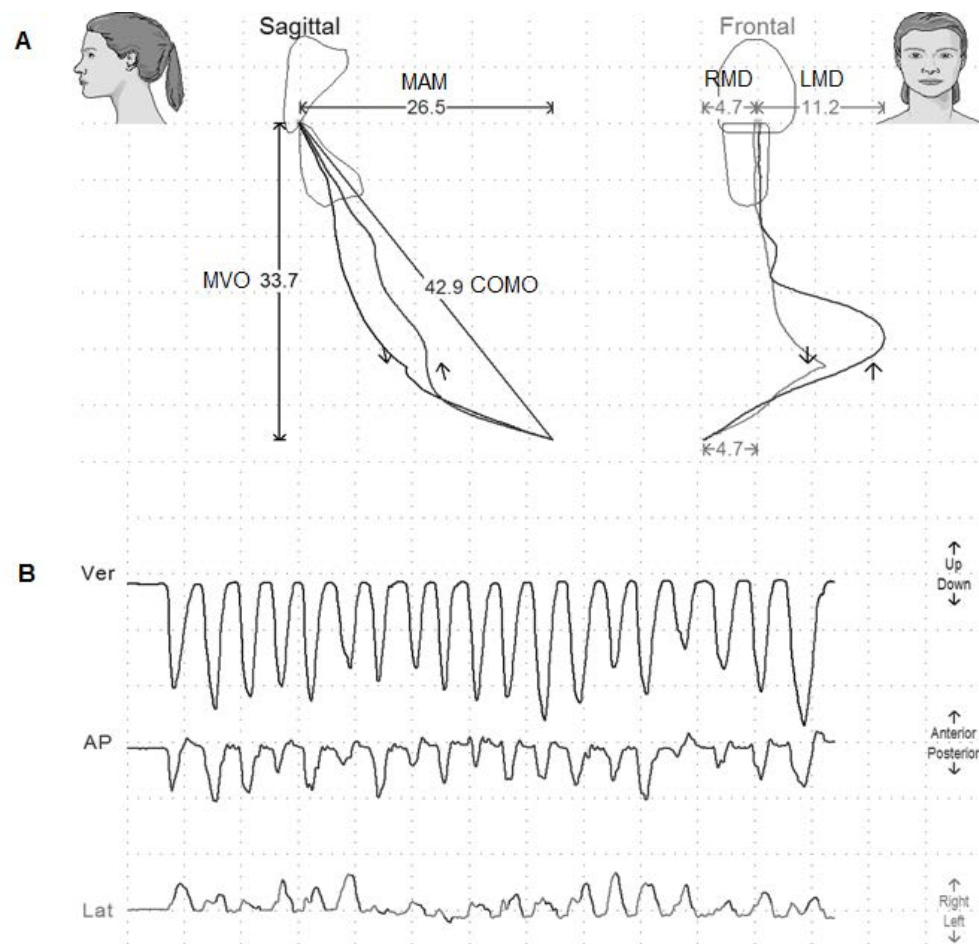 A
Sagittal
Frontal
MAM
26.5
RMD
LMD
4.7
11.2
MVO 33.7
42.9 COMO
4.7
B
Ver
Up
Down
AP
Anterior
Posterior
Lat
Right
Left